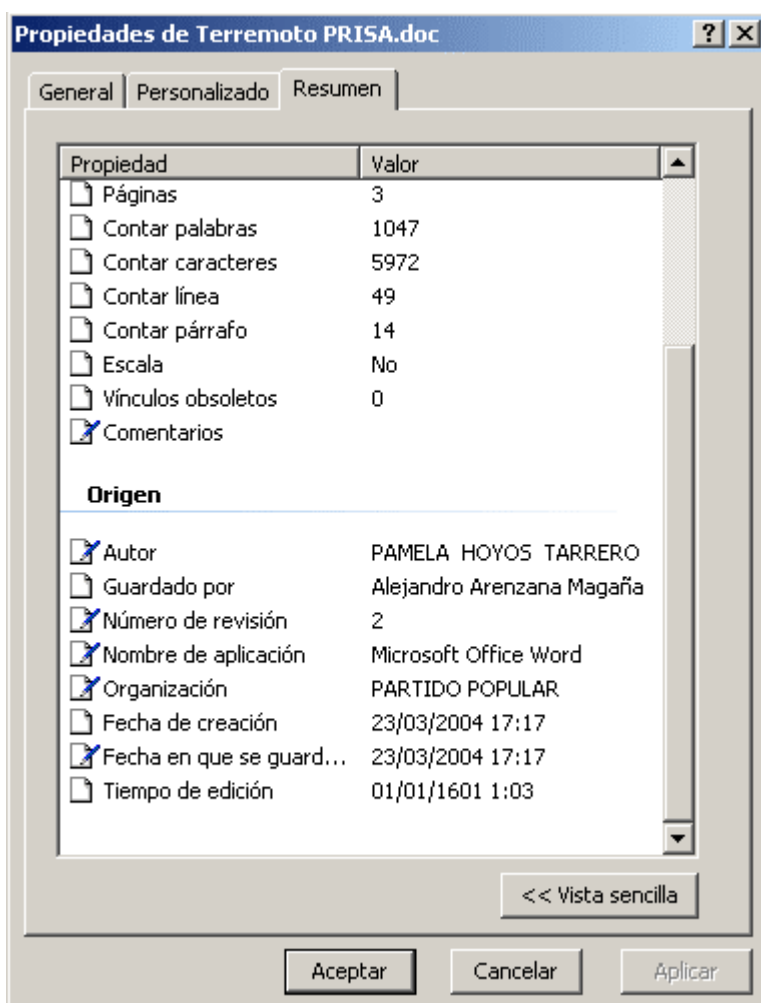 Propiedades de Terremoto PRISA.doc
General Personalizado Resumen
Propiedad Valor
Páginas 3
Contar palabras 1047
Contar caracteres 5972
Contar línea 49
Contar párrafo 14
Escala No
Vínculos obsoletos 0
Comentarios
Origen
Autor PAMELA HOYOS TARRERO
Guardado por Alejandro Arenzana Magaña
Número de revisión 2
Nombre de aplicación Microsoft Office Word
Organización PARTIDO POPULAR
Fecha de creación 23/03/2004 17:17
Fecha en que se guard... 23/03/2004 17:17
Tiempo de edición 01/01/1601 1:03
<< Vista sencilla
Aceptar Cancelar Aplicar